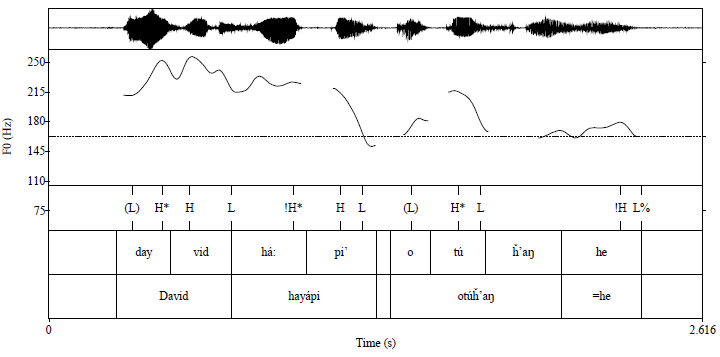 250
215
180
145
110
75
F0 (Hz)
(L) H* H L !H* H L (L) H* L !H L%
day vid há: pi’ o tú ȟ’aŋ he
David hayápi otúȟ’aŋ =he
0 2.616
Time (s)